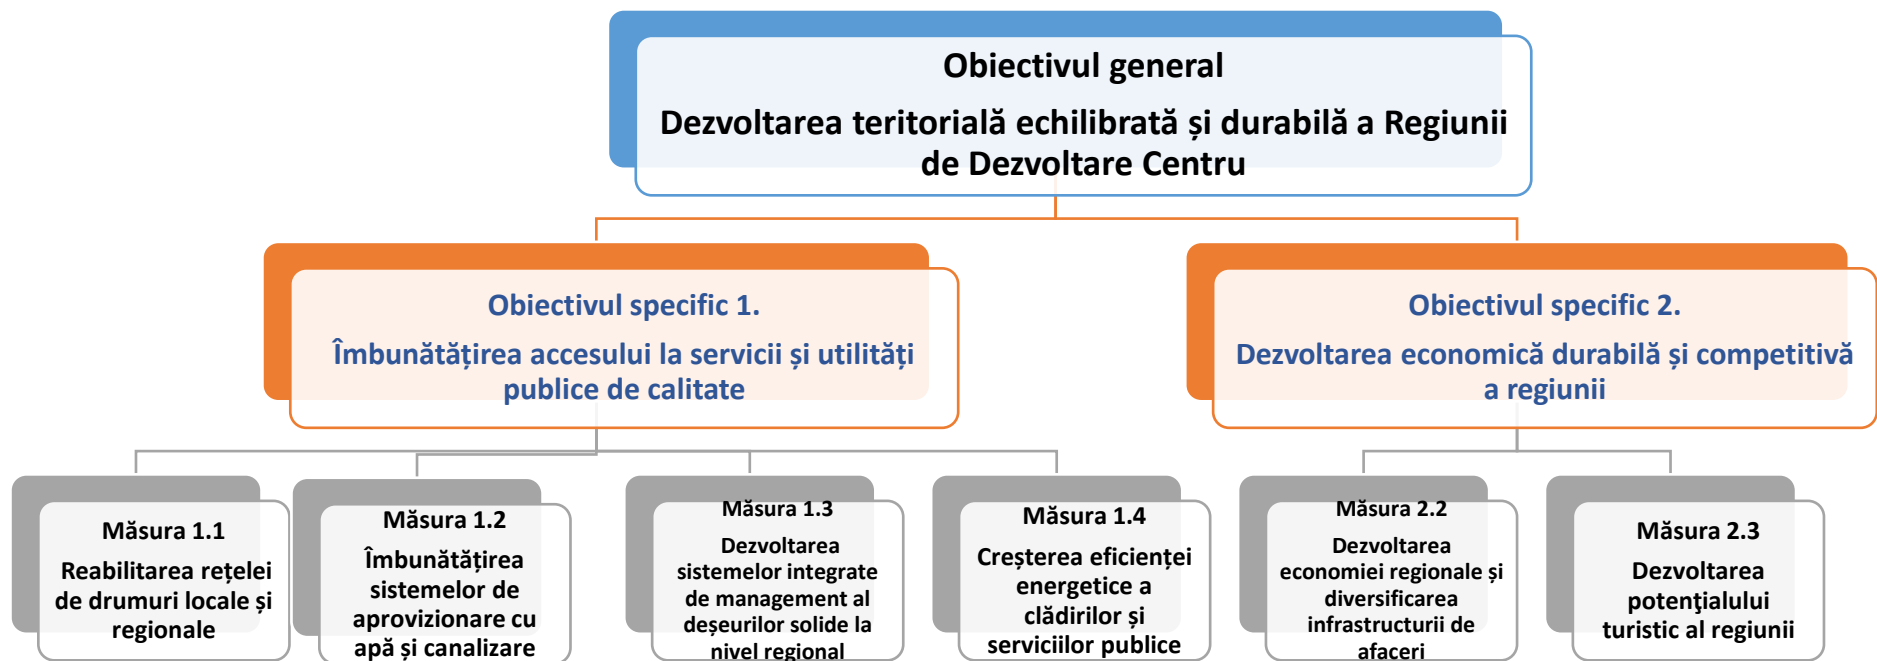 Obiectivul general
Dezvoltarea teritorială echilibrată și durabilă a Regiunii
de Dezvoltare Centru
Obiectivul specific 1.
Îmbunătățirea accesului la servicii și utilități
publice de calitate
Obiectivul specific 2.
Dezvoltarea economică durabilă și competitivă
a regiunii
Măsura 1.1
Reabilitarea rețelei
de drumuri locale și
regionale
Măsura 1.2
Îmbunătățirea
sistemelor de
aprovizionare cu
apă și canalizare
Măsura 1.3
Dezvoltarea
sistemelor integrate
de management al
deșeurilor solide la
nivel regional
Măsura 1.4
Creșterea eficienței
energetice a
clădirilor și
serviciilor publice
Măsura 2.2
Dezvoltarea
economiei regionale și
diversificarea
infrastructurii de
afaceri
Măsura 2.3
Dezvoltarea
potenţialului
turistic al regiunii